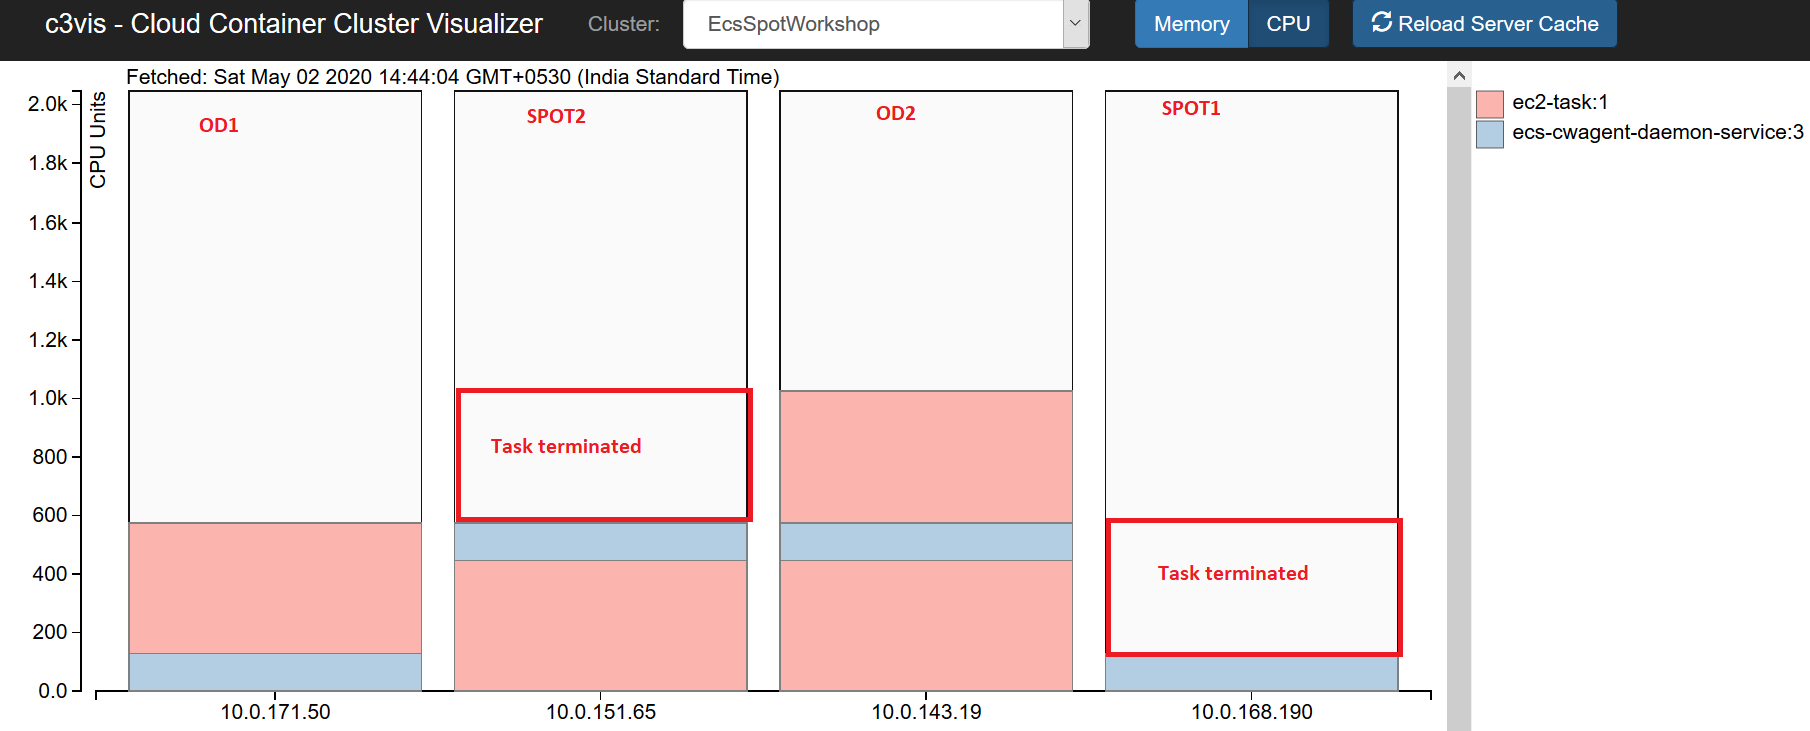 c3vis - Cloud Container Cluster Visualizer
Cluster:
EcsSpotWorkshop
Memory
CPU
Reload Server Cache
Fetched: Sat May 02 2020 14:44:04 GMT+0530 (India Standard Time)
CPU Units
2.0k
1.8k
1.6k
1.4k
1.2k
1.0k
800
600
400
200
0.0
OD1
SPOT2
OD2
SPOT1
Task terminated
Task terminated
10.0.171.50
10.0.151.65
10.0.143.19
10.0.168.190
ec2-task:1
ecs-cwagent-daemon-service:3